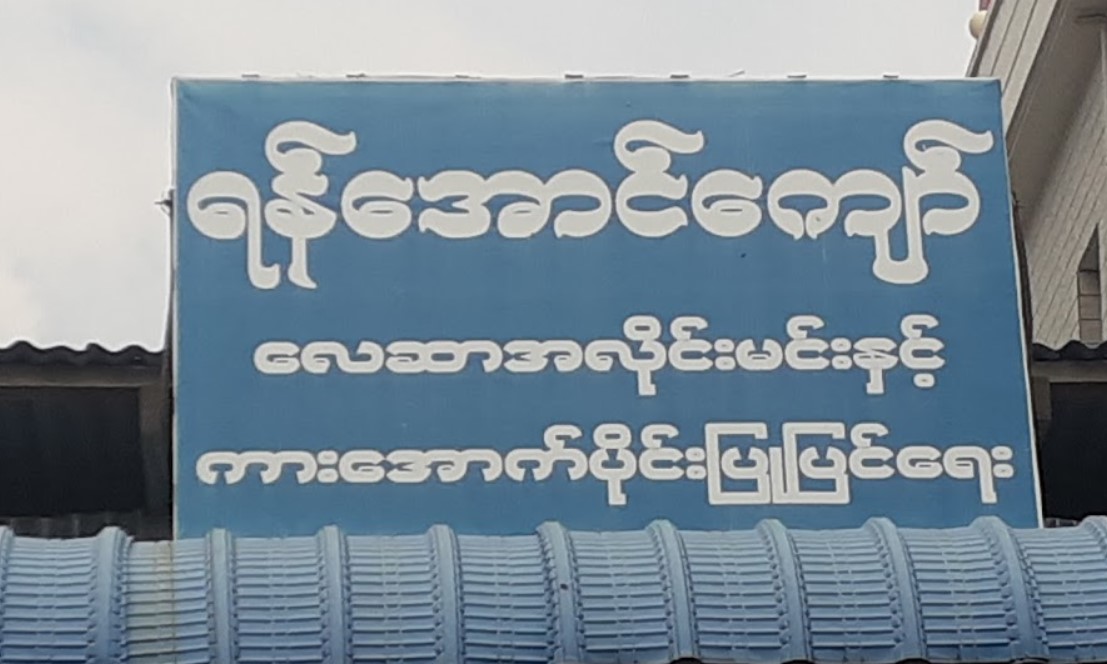 ရန်အောင်ကျော်
လေဆာအလိုင်းမင်းနှင့်
ကားအောက်ပိုင်းပြုပြင်ရေး